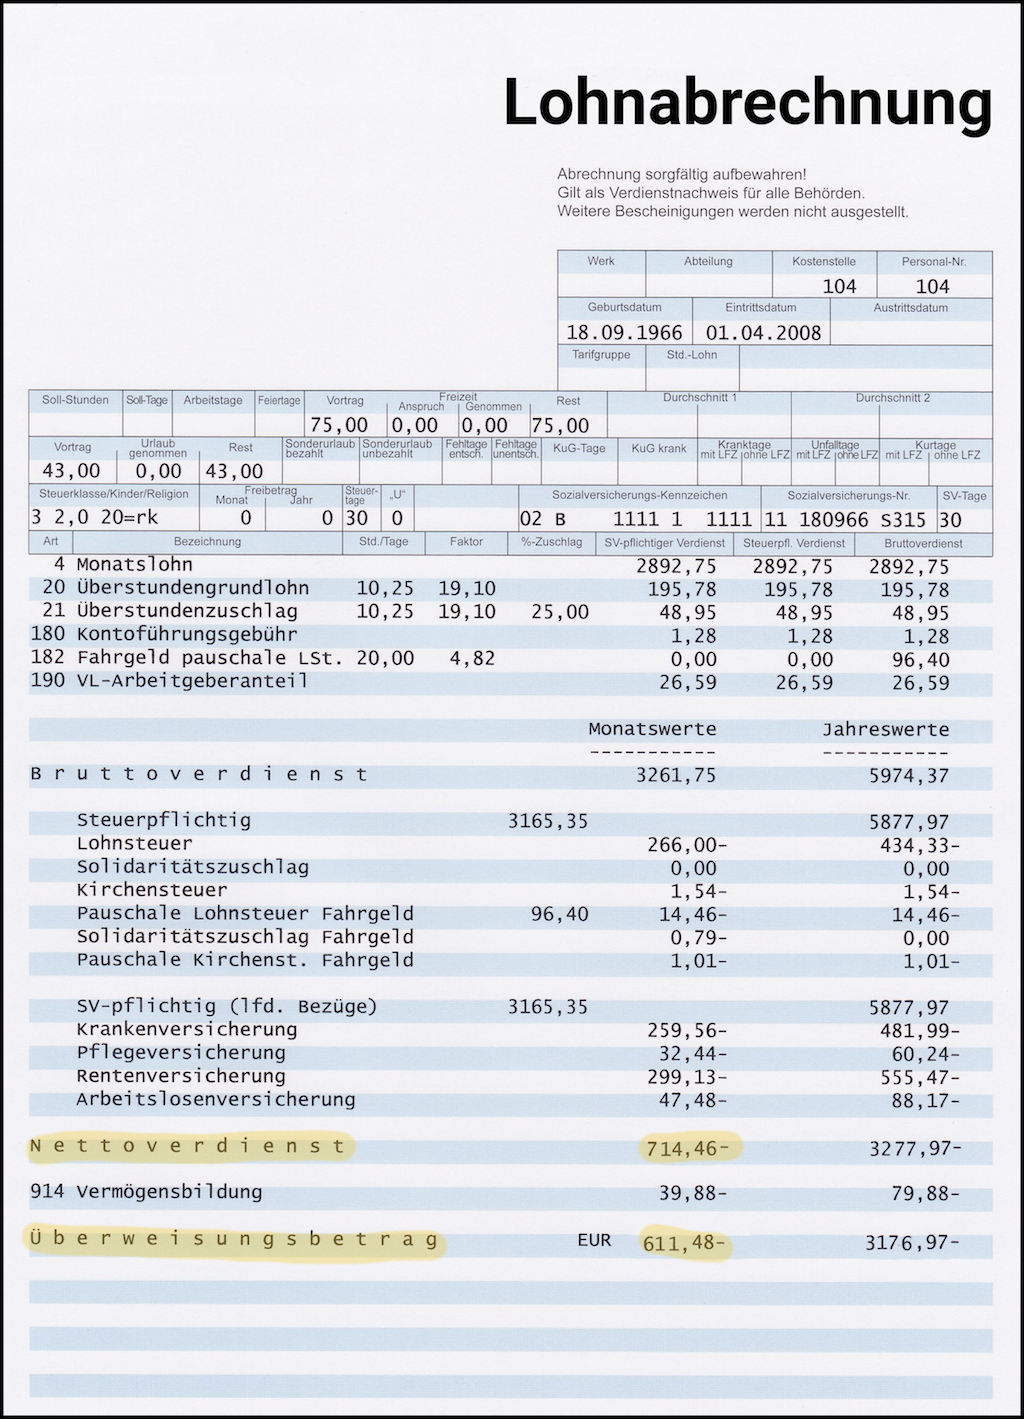 Lohnabrechnung
Abrechnung sorgfältig aufbewahren!
Gilt als Verdienstnachweis für alle Behörden.
Weitere Bescheinigungen werden nicht ausgestellt.
Werk Abteilung Kostenstelle Personal-Nr.
104 104
Geburtsdatum Eintrittsdatum Austrittsdatum
18.09.1966 01.04.2008
Tarifgruppe Std.-Lohn
Soll-Stunden Soll-Tage Arbeitstage Feiertage Vortrag Freizeit Anspruch Genommen Rest Durchschnitt 1 Durchschnitt 2
75,00 0,00 0,00 75,00
Vortrag Urlaub genommen Rest Sonderurlaub bezahlt Sonderurlaub unbezahlt Fehltage entsch. Fehltage unentsch. KuG-Tage KuG krank Kranktage mit LFZ ohne LFZ Unfalltage mit LFZ ohne LFZ Kurtage mit LFZ ohne LFZ
43,00 0,00 43,00
Steuerklasse/Kinder/Religion Freibetrag Monat Jahr Steuer-tage „U" Sozialversicherungs-Kennzeichen Sozialversicherungs-Nr. SV-Tage
3 2,0 20=rk 0 0 30 0 02 B 1111 1 1111 11 180966 S315 30
Art Bezeichnung Std./Tage Faktor %-Zuschlag SV-pflichtiger Verdienst Steuerpfl. Verdienst Bruttoverdienst
4 Monatslohn 2892,75 2892,75 2892,75
20 Überstundengrundlohn 10,25 19,10 195,78 195,78 195,78
21 Überstundenzuschlag 10,25 19,10 25,00 48,95 48,95 48,95
180 Kontoführungsgebühr 1,28 1,28 1,28
182 Fahrgeld pauschale LSt. 20,00 4,82 0,00 0,00 96,40
190 VL-Arbeitgeberanteil 26,59 26,59 26,59
Monatswerte Jahreswerte
----------- -----------
Bruttoverdienst 3261,75 5974,37
Steuerpflichtig 3165,35 5877,97
Lohnsteuer 266,00- 434,33-
Solidaritätszuschlag 0,00 0,00
Kirchensteuer 1,54- 1,54-
Pauschale Lohnsteuer Fahrgeld 96,40 14,46- 14,46-
Solidaritätszuschlag Fahrgeld 0,79- 0,00
Pauschale Kirchenst. Fahrgeld 1,01- 1,01-
SV-pflichtig (lfd. Bezüge) 3165,35 5877,97
Krankenversicherung 259,56- 481,99-
Pflegeversicherung 32,44- 60,24-
Rentenversicherung 299,13- 555,47-
Arbeitslosenversicherung 47,48- 88,17-
Nettoverdienst 714,46- 3277,97-
914 Vermögensbildung 39,88- 79,88-
Überweisungsbetrag EUR 611,48- 3176,97-